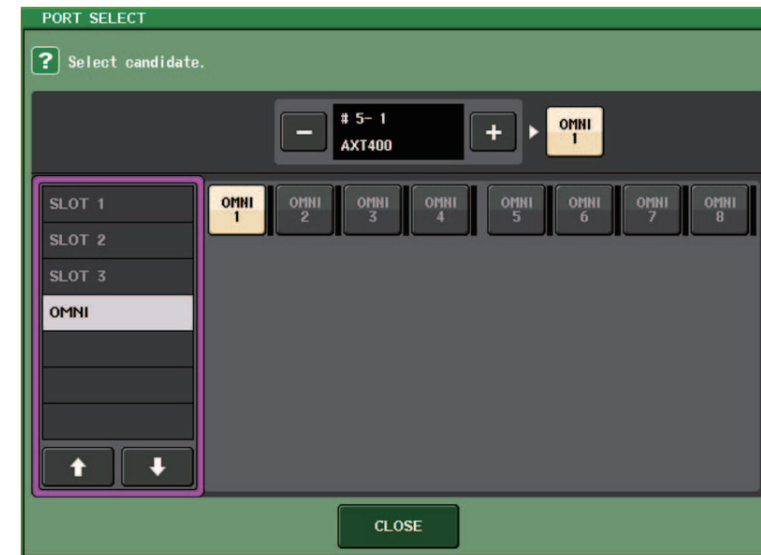 PORT SELECT
? Select candidate.
# 5- 1
AXT400
OMNI
1
SLOT 1
SLOT 2
SLOT 3
OMNI
OMNI 1
OMNI 2
OMNI 3
OMNI 4
OMNI 5
OMNI 6
OMNI 7
OMNI 8
CLOSE